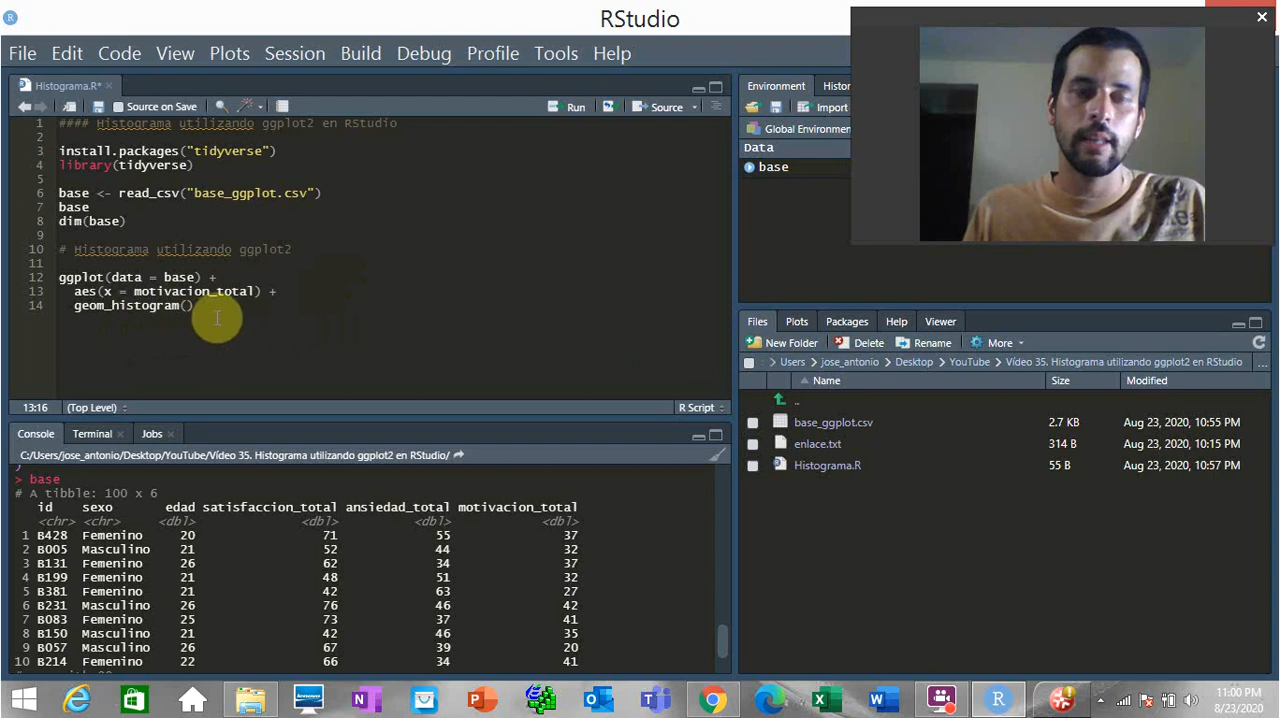 RStudio
File Edit Code View Plots Session Build Debug Profile Tools Help
Histograma.R*
Source on Save Run Source
1 #### Histograma utilizando ggplot2 en RStudio
2
3 install.packages("tidyverse")
4 library(tidyverse)
5
6 base <- read_csv("base_ggplot.csv")
7 base
8 dim(base)
9
10 # Histograma utilizando ggplot2
11
12 ggplot(data = base) +
13 aes(x = motivacion_total) +
14 geom_histogram()
13:16 (Top Level) R Script
Console Terminal Jobs
C:/Users/jose_antonio/Desktop/YouTube/Vídeo 35. Histograma utilizando ggplot2 en RStudio/
> base
# A tibble: 100 x 6
id sexo edad satisfaccion_total ansiedad_total motivacion_total
<chr> <chr> <dbl> <dbl> <dbl> <dbl>
1 B428 Femenino 20 71 55 37
2 B005 Masculino 21 52 44 32
3 B131 Femenino 26 62 34 37
4 B199 Femenino 21 48 51 32
5 B381 Femenino 21 42 63 27
6 B231 Masculino 26 76 46 42
7 B083 Femenino 25 73 37 41
8 B150 Masculino 21 42 46 35
9 B057 Masculino 26 67 39 20
10 B214 Femenino 22 66 34 41
Environment Histor
Import
Global Environmen
Data
base
Files Plots Packages Help Viewer
New Folder Delete Rename More
Users jose_antonio Desktop YouTube Vídeo 35. Histograma utilizando ggplot2 en RStudio ...
Name Size Modified
..
base_ggplot.csv 2.7 KB Aug 23, 2020, 10:55 PM
enlace.txt 314 B Aug 23, 2020, 10:15 PM
Histograma.R 55 B Aug 23, 2020, 10:57 PM
11:00 PM
8/23/2020